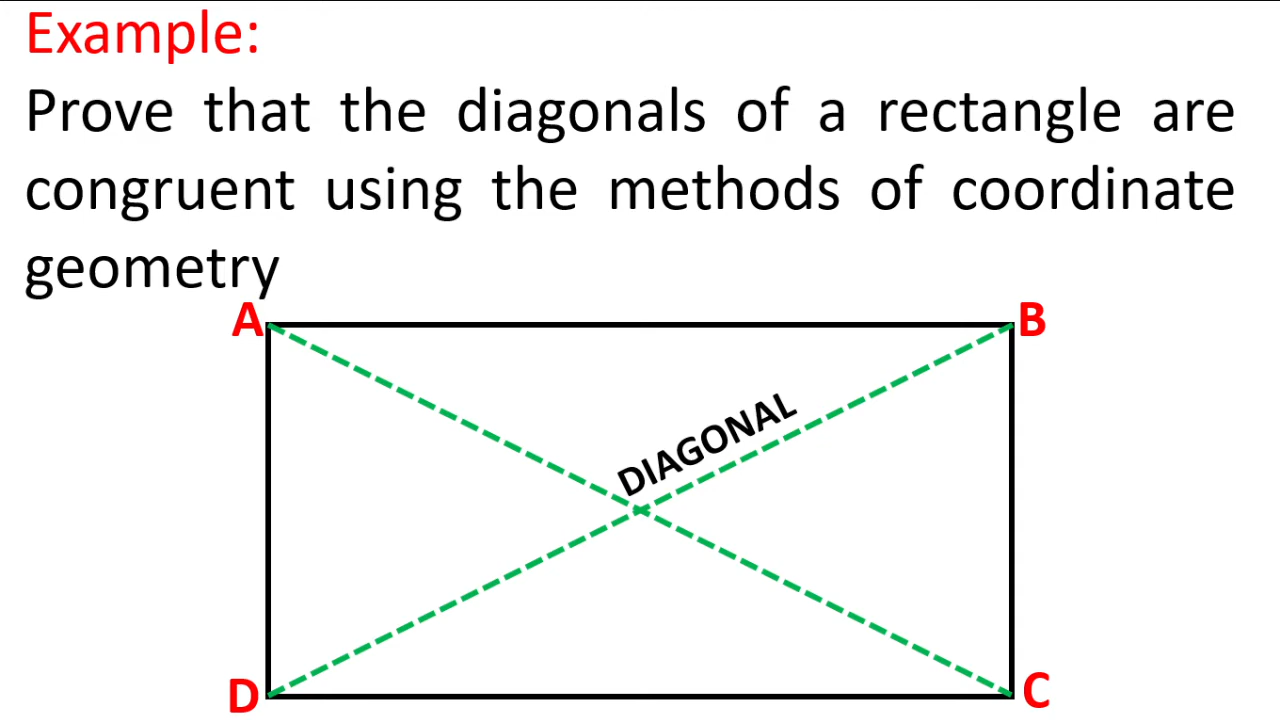 Example:
Prove that the diagonals of a rectangle are
congruent using the methods of coordinate
geometry
A
B
DIAGONAL
D
C